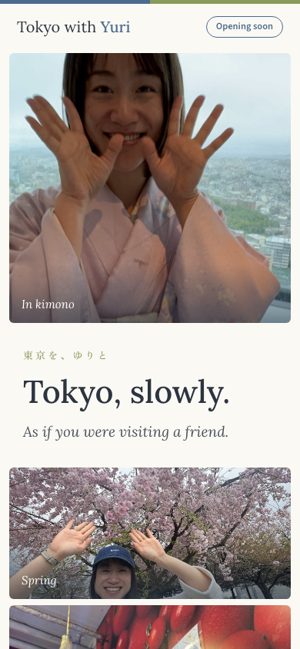 Tokyo with Yuri
Opening soon
In kimono
東京を、ゆりと
Tokyo, slowly.
As if you were visiting a friend.
Spring